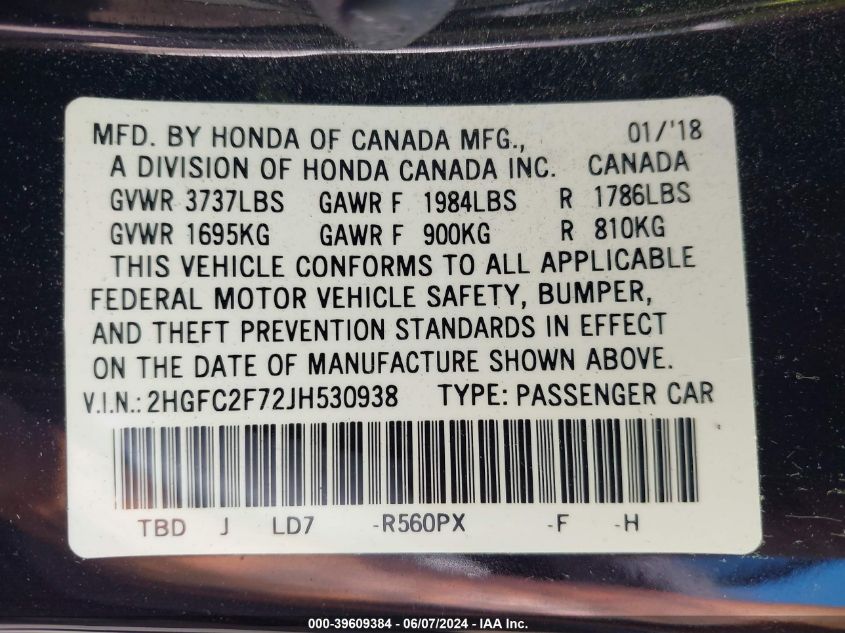 MFD. BY HONDA OF CANADA MFG., 01/'18
A DIVISION OF HONDA CANADA INC. CANADA
GVWR 3737LBS GAWR F 1984LBS R 1786LBS
GVWR 1695KG GAWR F 900KG R 810KG
THIS VEHICLE CONFORMS TO ALL APPLICABLE
FEDERAL MOTOR VEHICLE SAFETY, BUMPER,
AND THEFT PREVENTION STANDARDS IN EFFECT
ON THE DATE OF MANUFACTURE SHOWN ABOVE.
V.I.N.: 2HGFC2F72JH530938 TYPE: PASSENGER CAR
TBD J LD7 -R560PX -F -H
000-39609384 - 06/07/2024 - IAA Inc.